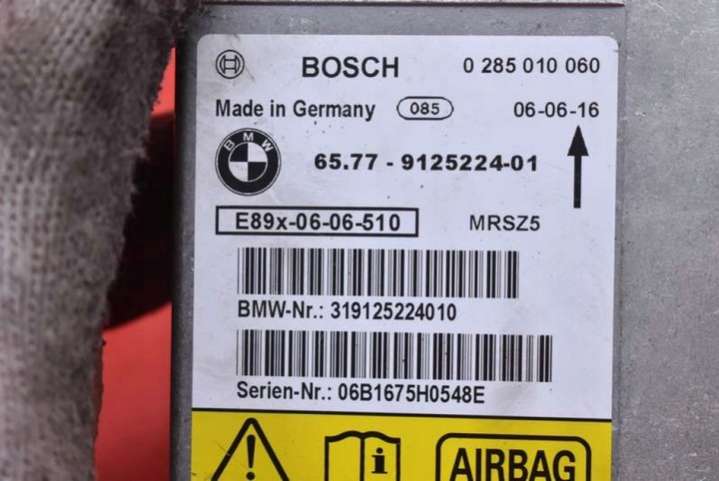 BOSCH 0 285 010 060
Made in Germany 085 06-06-16
BMW 65.77 - 9125224-01
E89x-06-06-510 MRSZ5
BMW-Nr.: 319125224010
Serien-Nr.: 06B1675H0548E
i AIRBAG